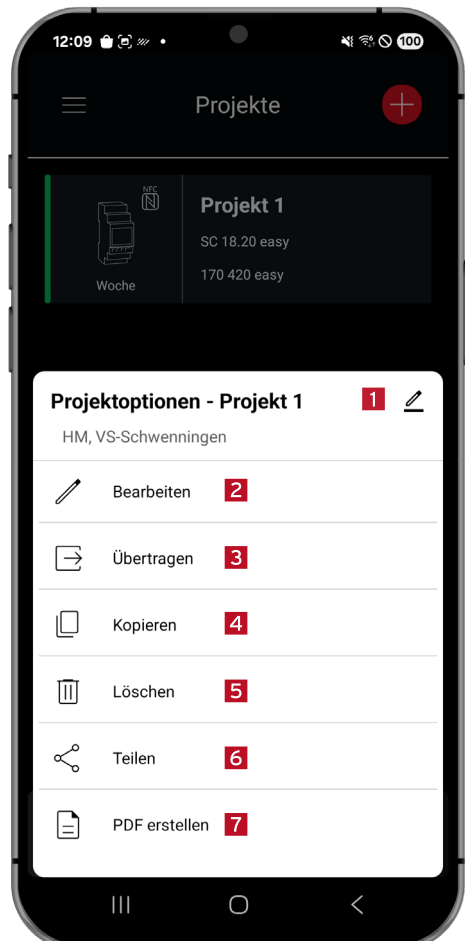 12:09
100
Projekte
NFC
Projekt 1
SC 18.20 easy
170 420 easy
Woche
Projektoptionen - Projekt 1 1
HM, VS-Schwenningen
Bearbeiten 2
Übertragen 3
Kopieren 4
Löschen 5
Teilen 6
PDF erstellen 7